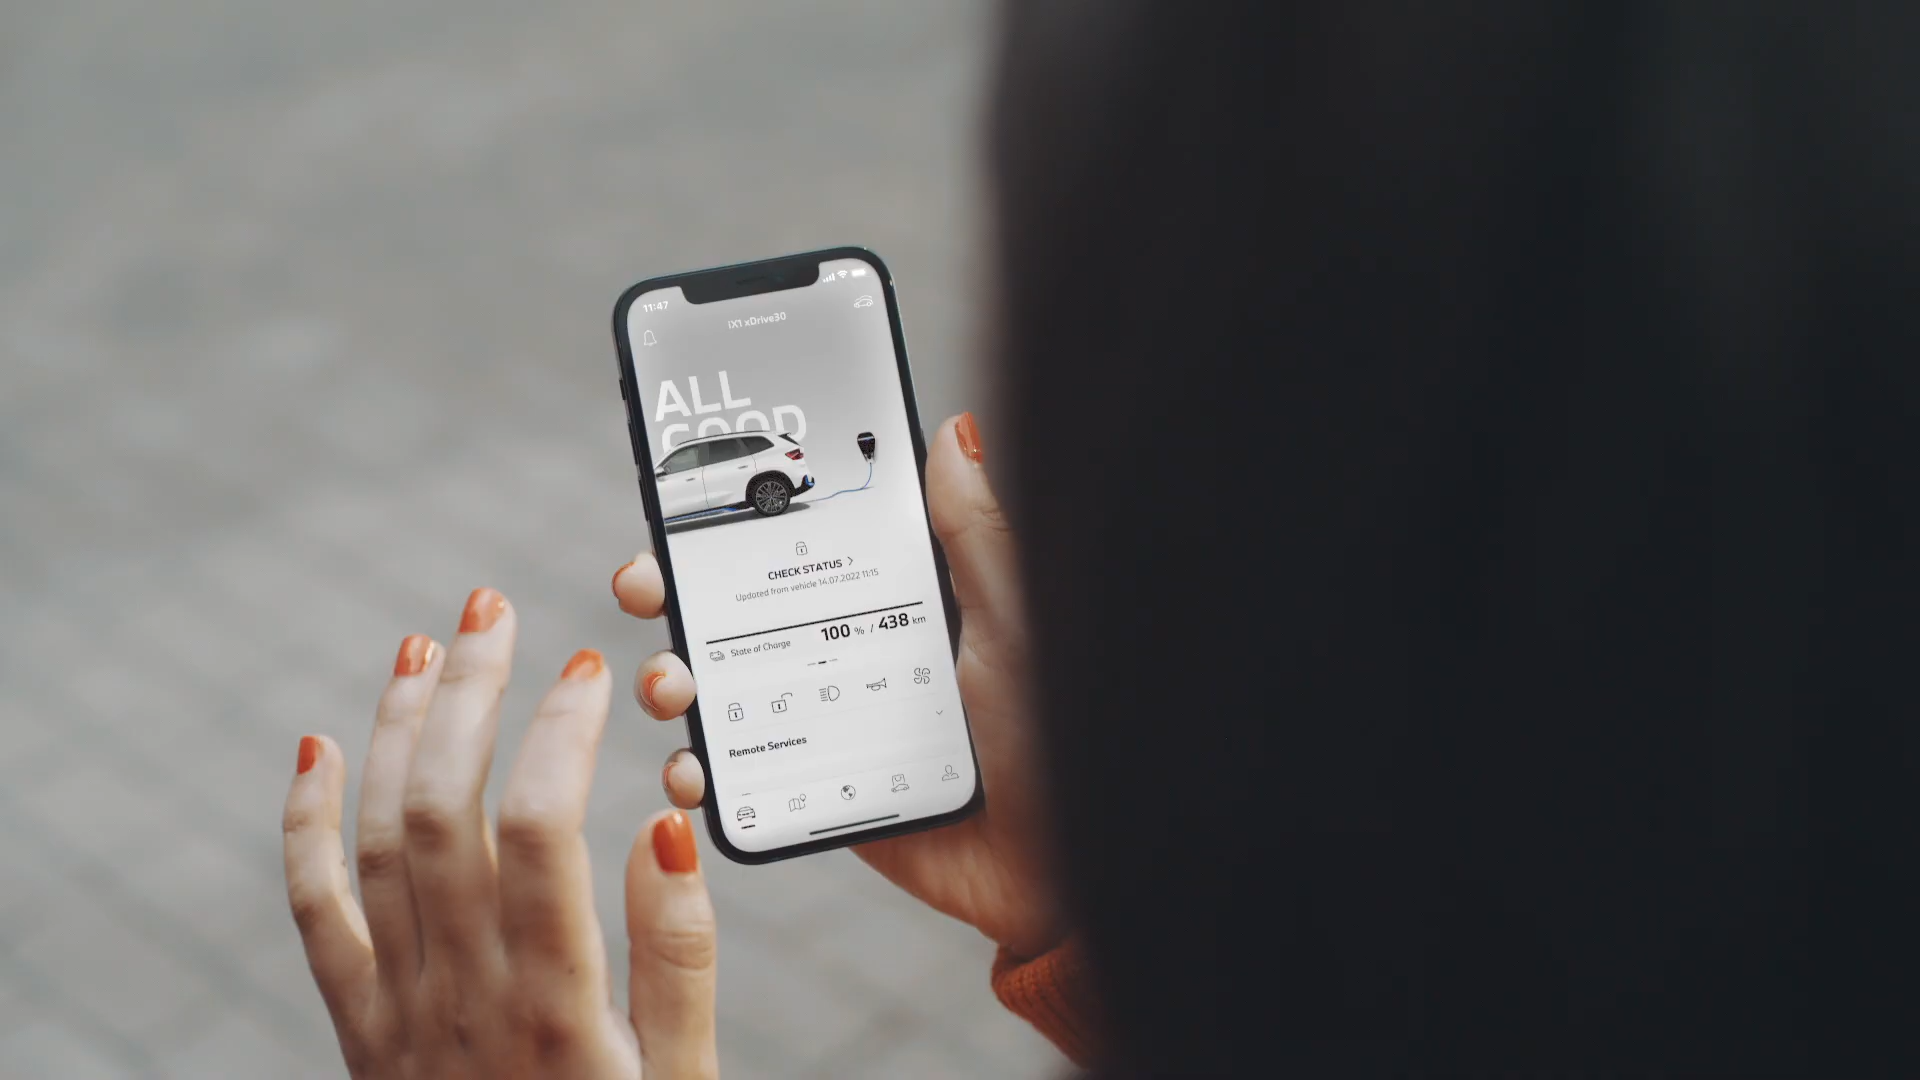 11:47
iX1 xDrive30
ALL
GOOD
CHECK STATUS >
Updated from vehicle 14.07.2022 11:15
State of Charge 100 % / 438 km
Remote Services